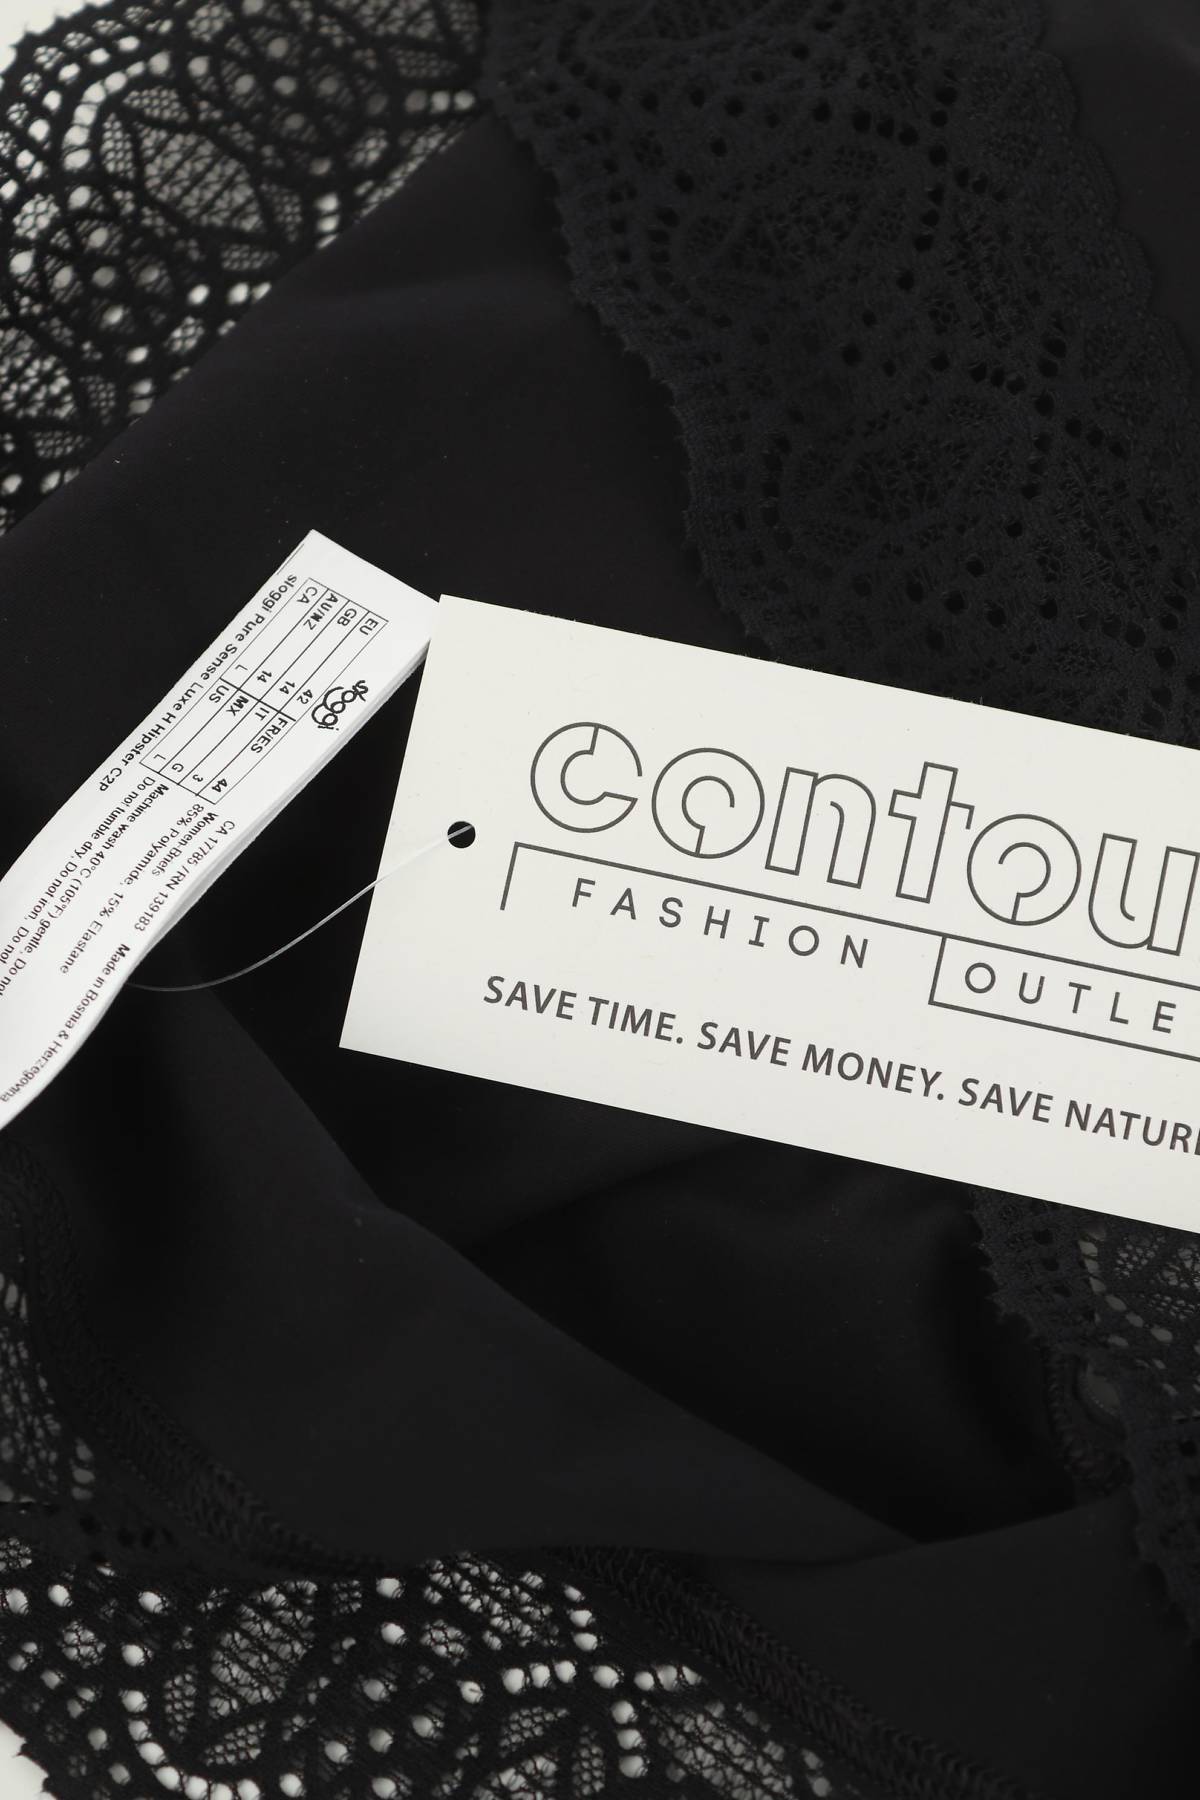 sloggi
EU 42 FR/ES 44
GB 14 IT 3
AU/NZ 14 MX G
CA L US L
sloggi Pure Sense Luxe H Hipster C2P
CA 17785 / RN 139183
Women-Briefs
85% Polyamide, 15% Elastane
Machine wash 40°C (105°F) gentle, Do not
Do not tumble dry, Do not iron, Do not
Made in Bosnia & Herzegovina
contou
FASHION
OUTLE
SAVE TIME. SAVE MONEY. SAVE NATUR